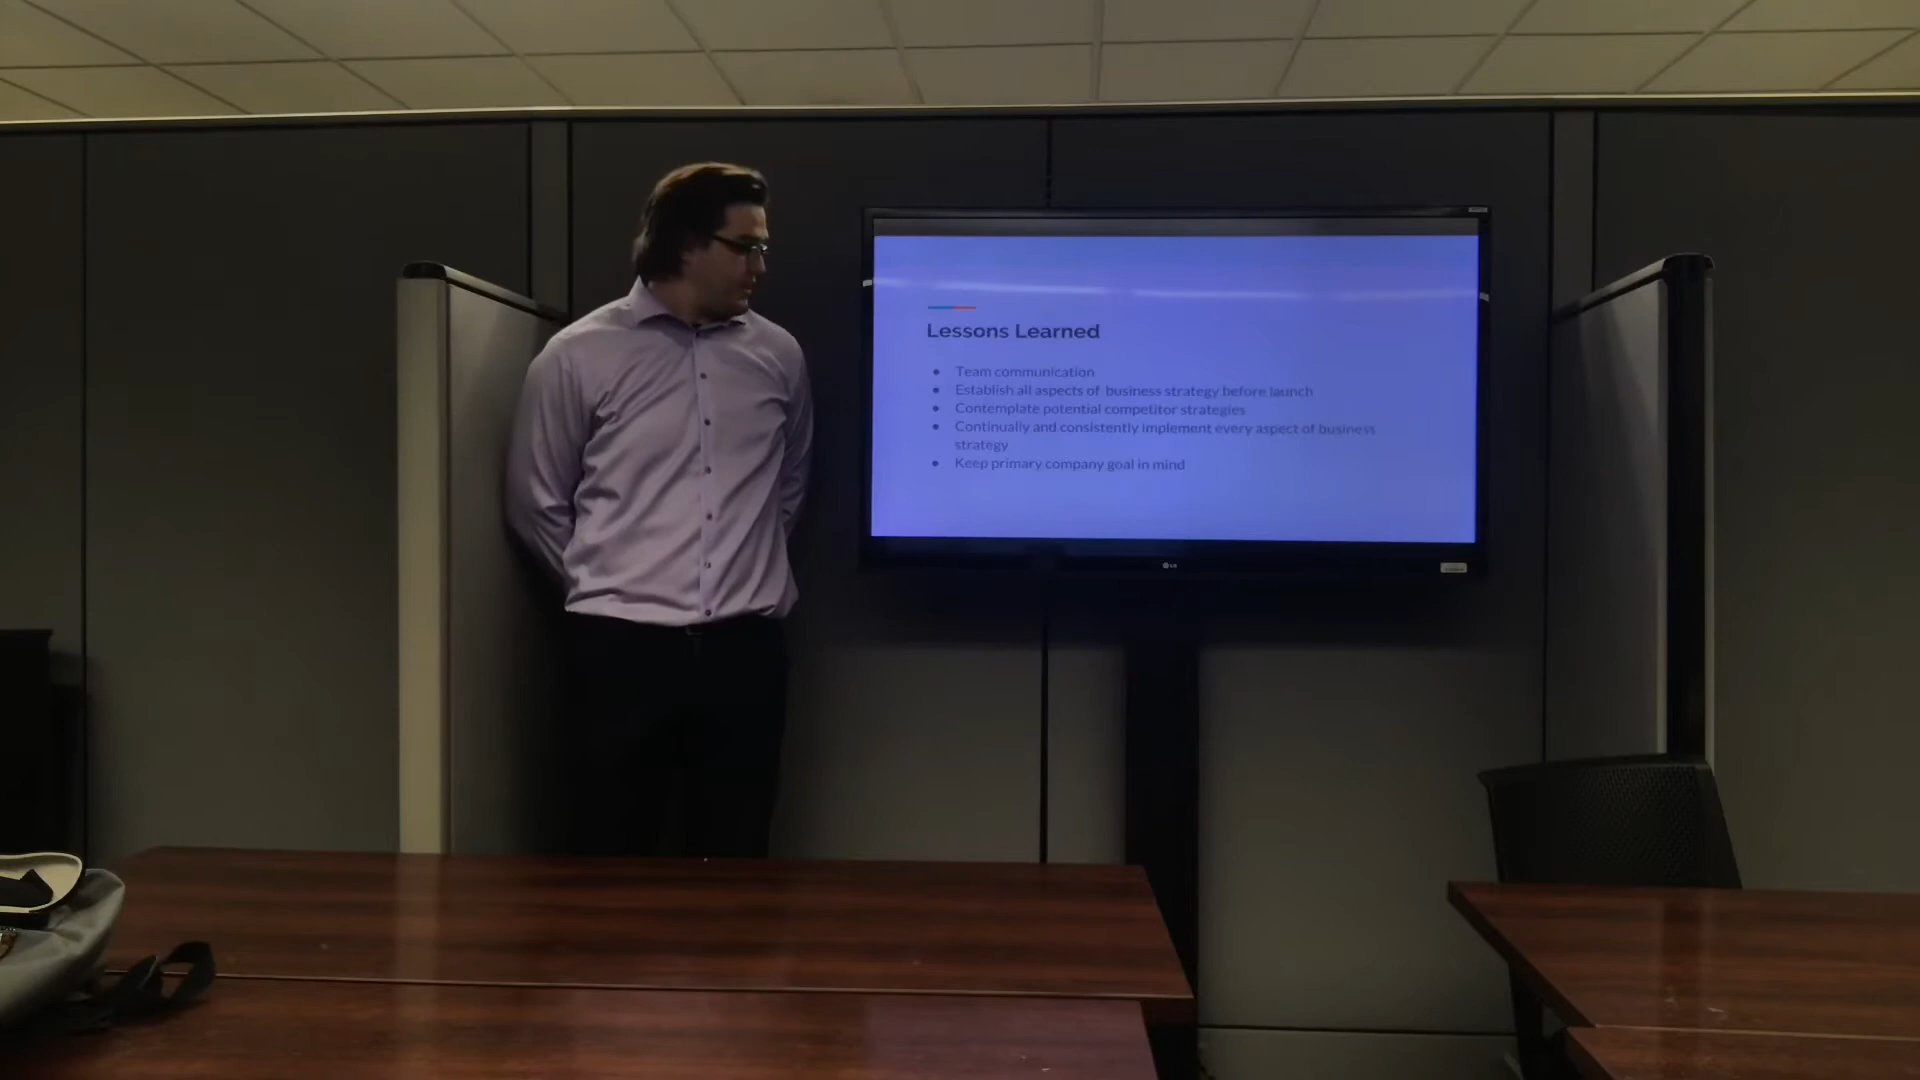 Lessons Learned
● Team communication
● Establish all aspects of business strategy before launch
● Contemplate potential competitor strategies
● Continually and consistently implement every aspect of business
strategy
● Keep primary company goal in mind
LG